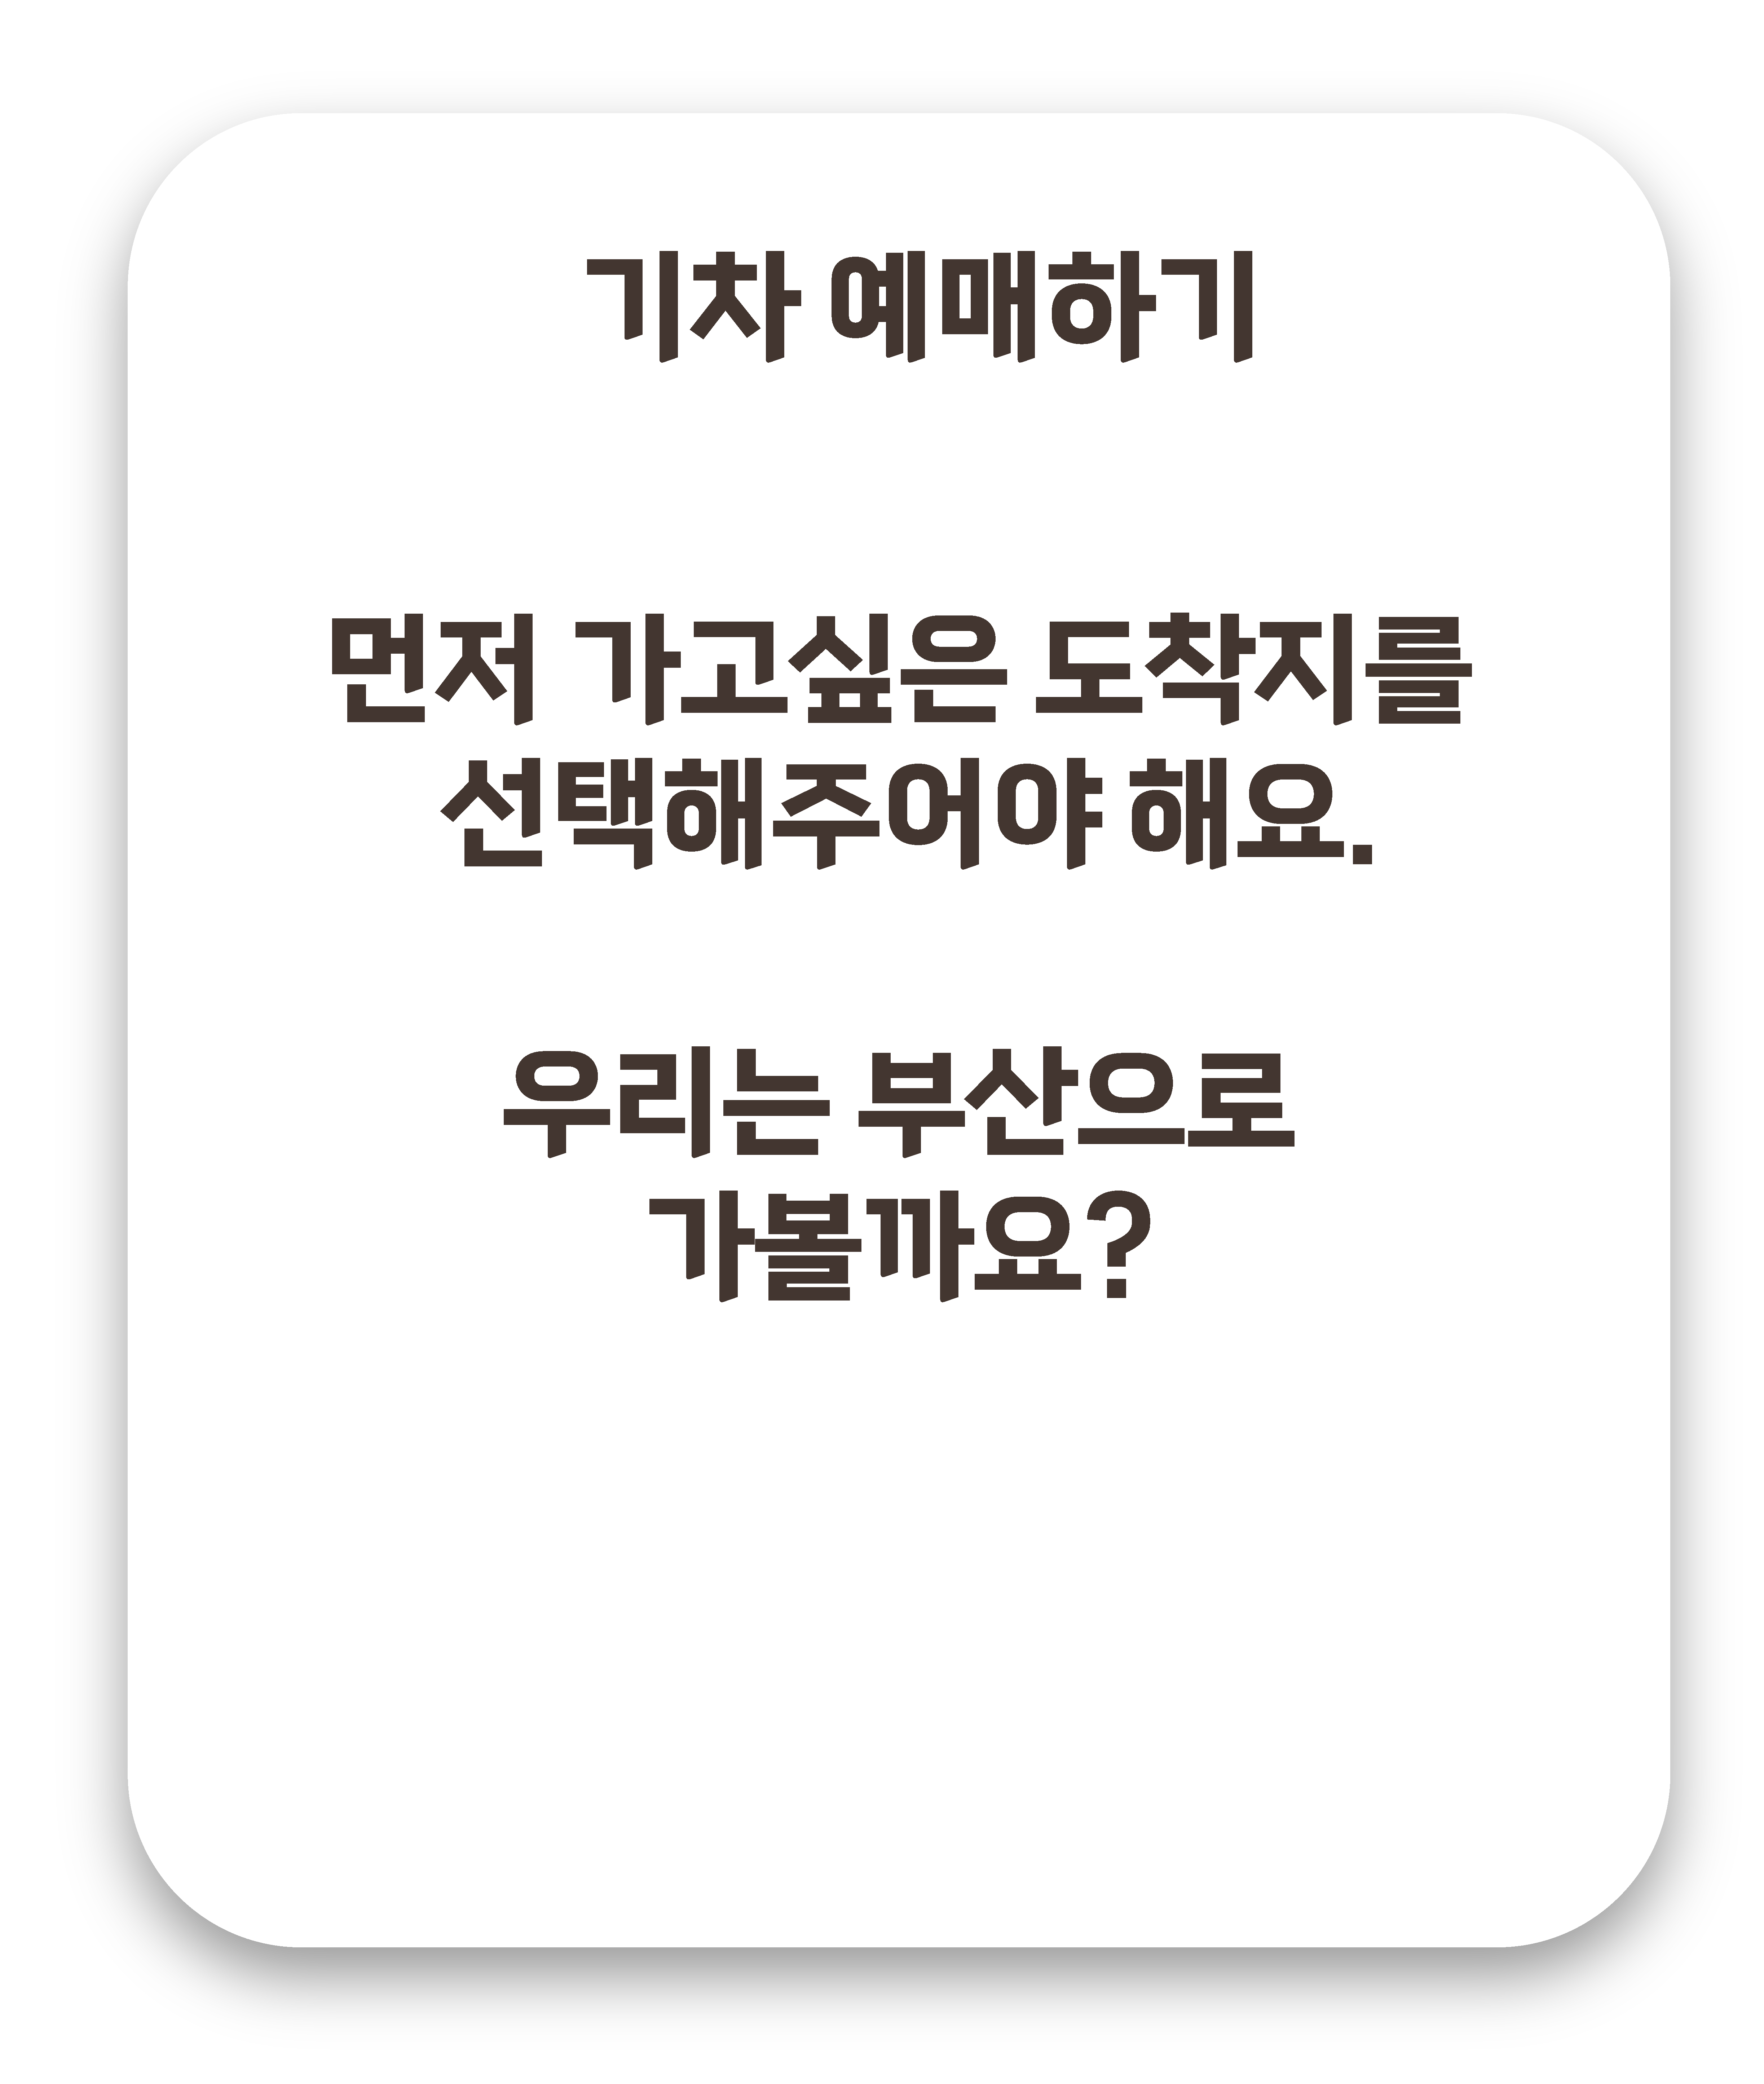 기차 예매하기
먼저 가고싶은 도착지를
선택해주어야 해요.
우리는 부산으로
가볼까요?